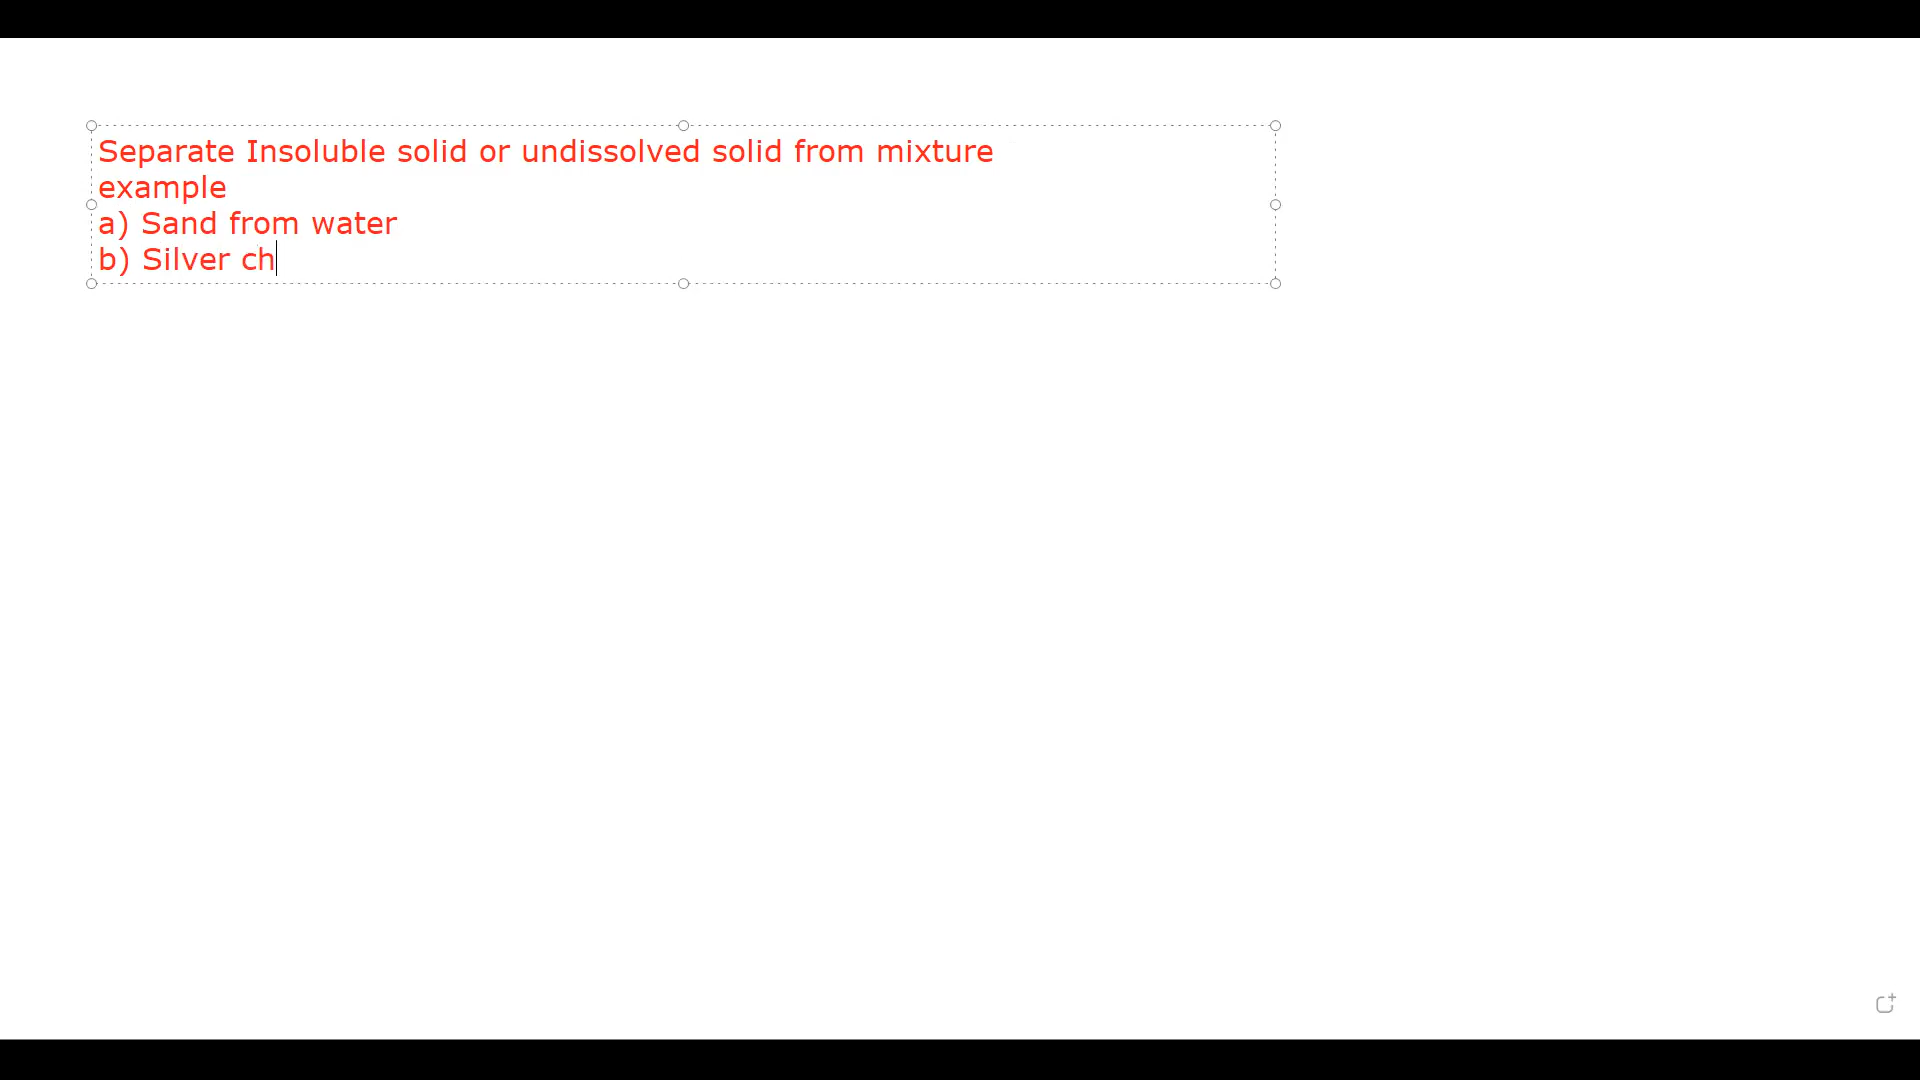 Separate Insoluble solid or undissolved solid from mixture
example
a) Sand from water
b) Silver ch